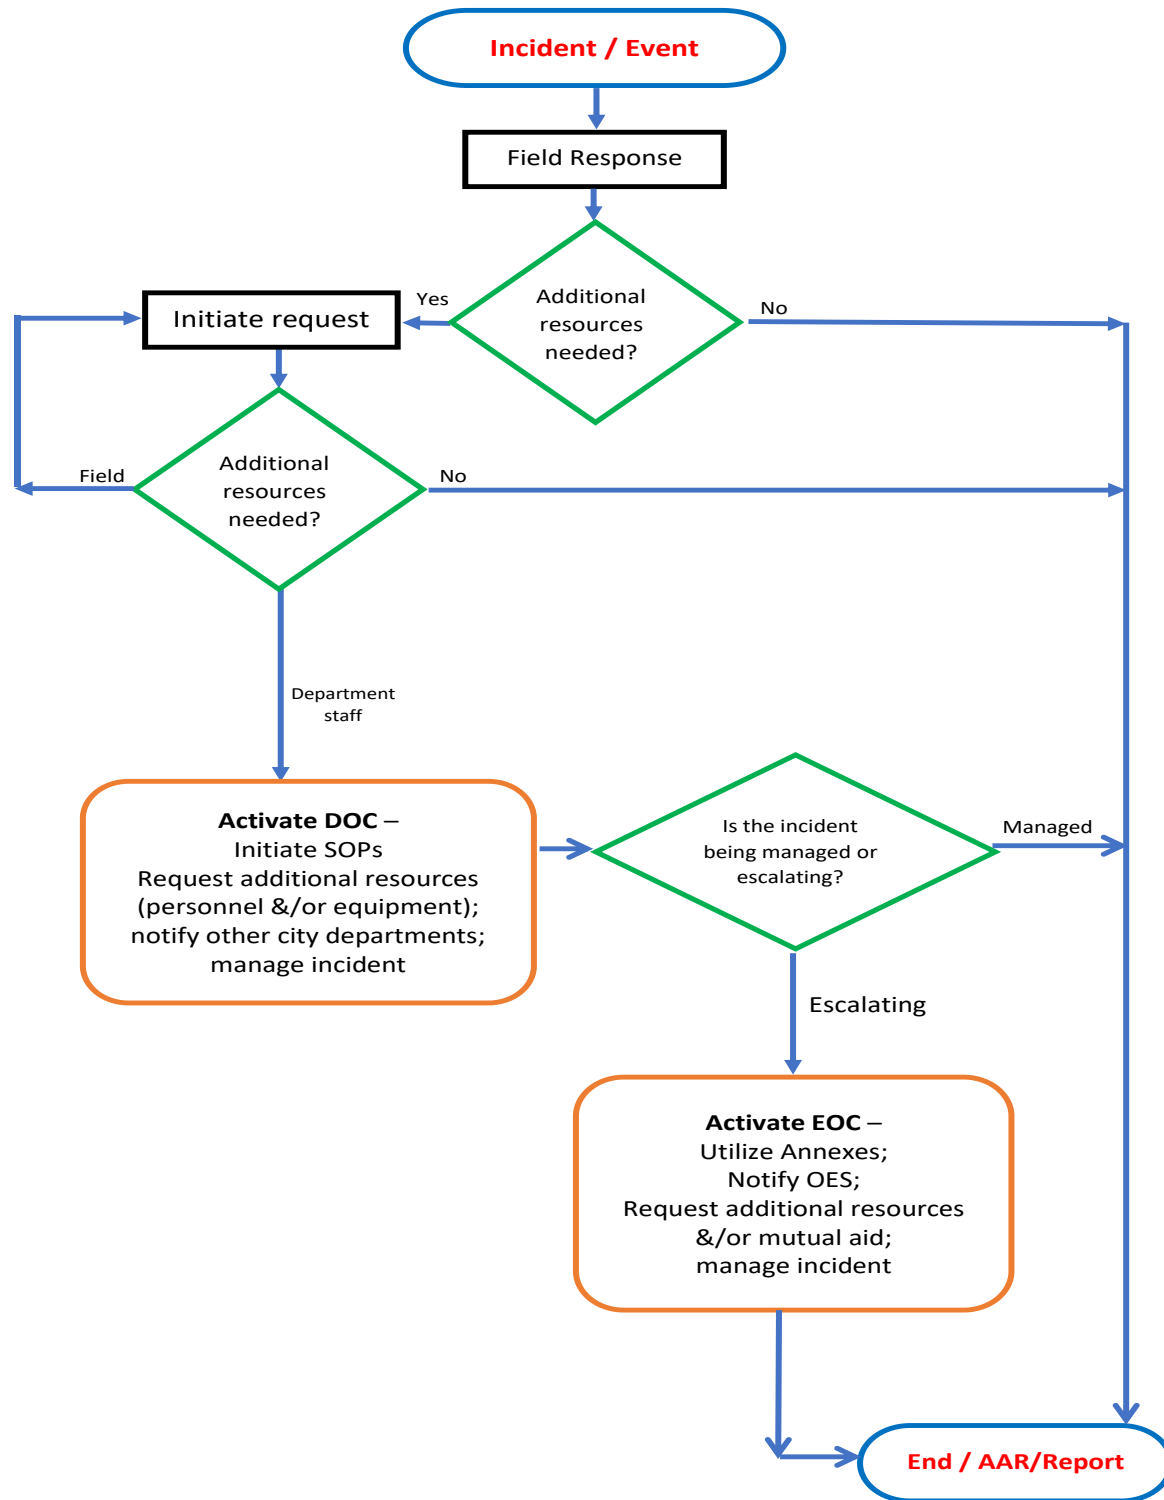 Incident / Event
Field Response
Additional
resources
needed?
Yes
No
Initiate request
Additional
resources
needed?
Field
No
Department
staff
Activate DOC –
Initiate SOPs
Request additional resources
(personnel &/or equipment);
notify other city departments;
manage incident
Is the incident
being managed or
escalating?
Managed
Escalating
Activate EOC –
Utilize Annexes;
Notify OES;
Request additional resources
&/or mutual aid;
manage incident
End / AAR/Report